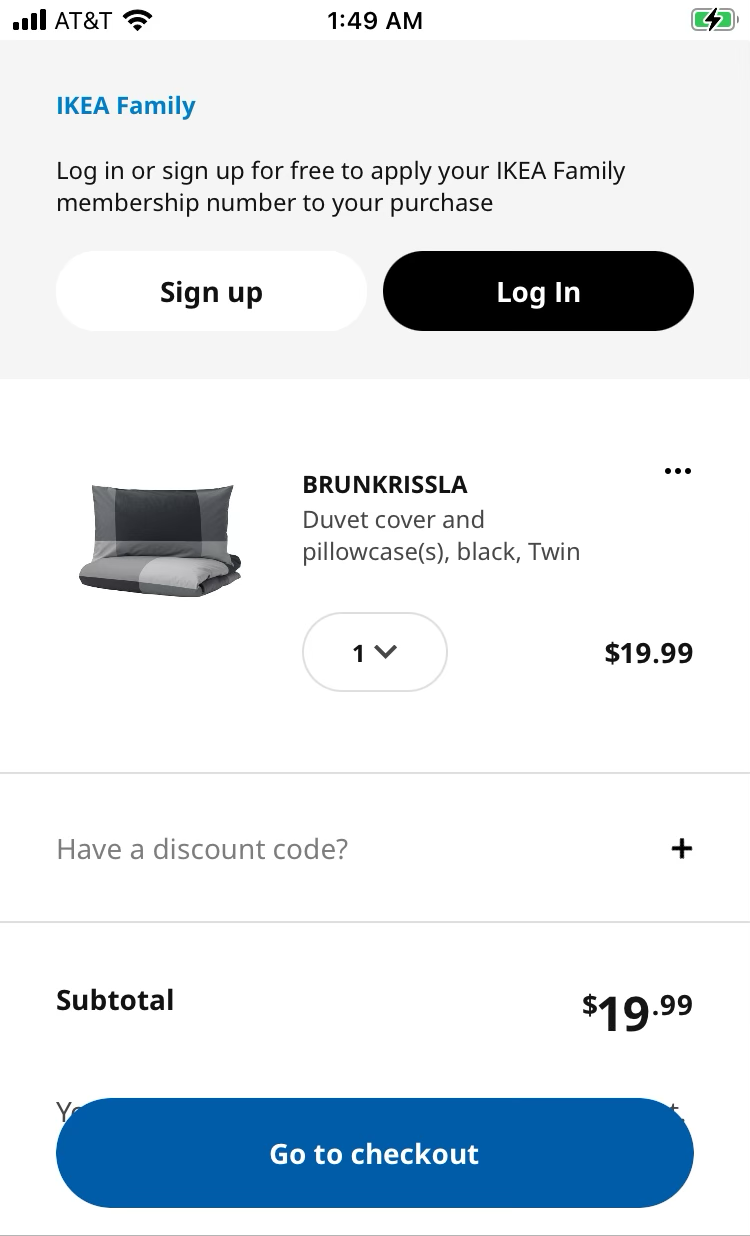 AT&T
1:49 AM
IKEA Family
Log in or sign up for free to apply your IKEA Family
membership number to your purchase
Sign up
Log In
BRUNKRISSLA
Duvet cover and
pillowcase(s), black, Twin
1
$19.99
Have a discount code?
+
Subtotal
$19.99
Go to checkout